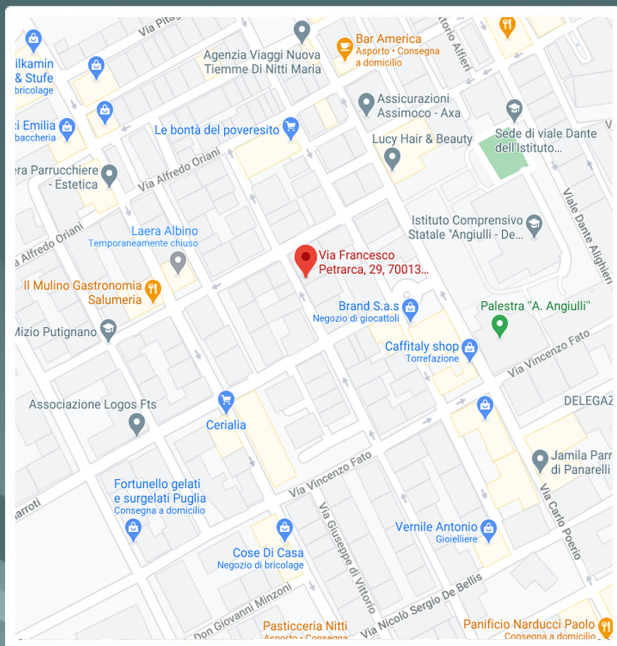 Via Pitag
Agenzia Viaggi Nuova
Tiemme Di Nitti Maria
Bar America
Asporto • Consegna
a domicilio
ttorio Alfieri
ilkamin
& Stufe
bricolage
ci Emilia
baccheria
Le bontà del poveresito
Assicurazioni
Assimoco - Axa
Lucy Hair & Beauty
Sede di viale Dante
dell'Istituto...
era Parrucchiere
- Estetica
Via Alfredo Oriani
Viale Dante Alighieri
a Alfredo Oriani
Laera Albino
Temporaneamente chiuso
Istituto Comprensivo
Statale "Angiulli - De...
Via Francesco
Petrarca, 29, 70013...
Il Mulino Gastronomia
Salumeria
Brand S.a.s
Negozio di giocattoli
Palestra "A. Angiulli"
Mizio Putignano
Caffitaly shop
Torrefazione
Via Vincenzo Fato
Associazione Logos Fts
Cerialia
DELEGAZ
Via Vincenzo Fato
Jamila Parr
di Panarelli
Fortunello gelati
e surgelati Puglia
Consegna a domicilio
arroti
Via Giuseppe di Vittorio
Via Carlo Poerio
Vernile Antonio
Gioielliere
Cose Di Casa
Negozio di bricolage
Don Giovanni Minzoni
Via Nicolò Sergio De Bellis
Pasticceria Nitti
Asporto • Consegna
Panificio Narducci Paolo
Consegna a domicilio